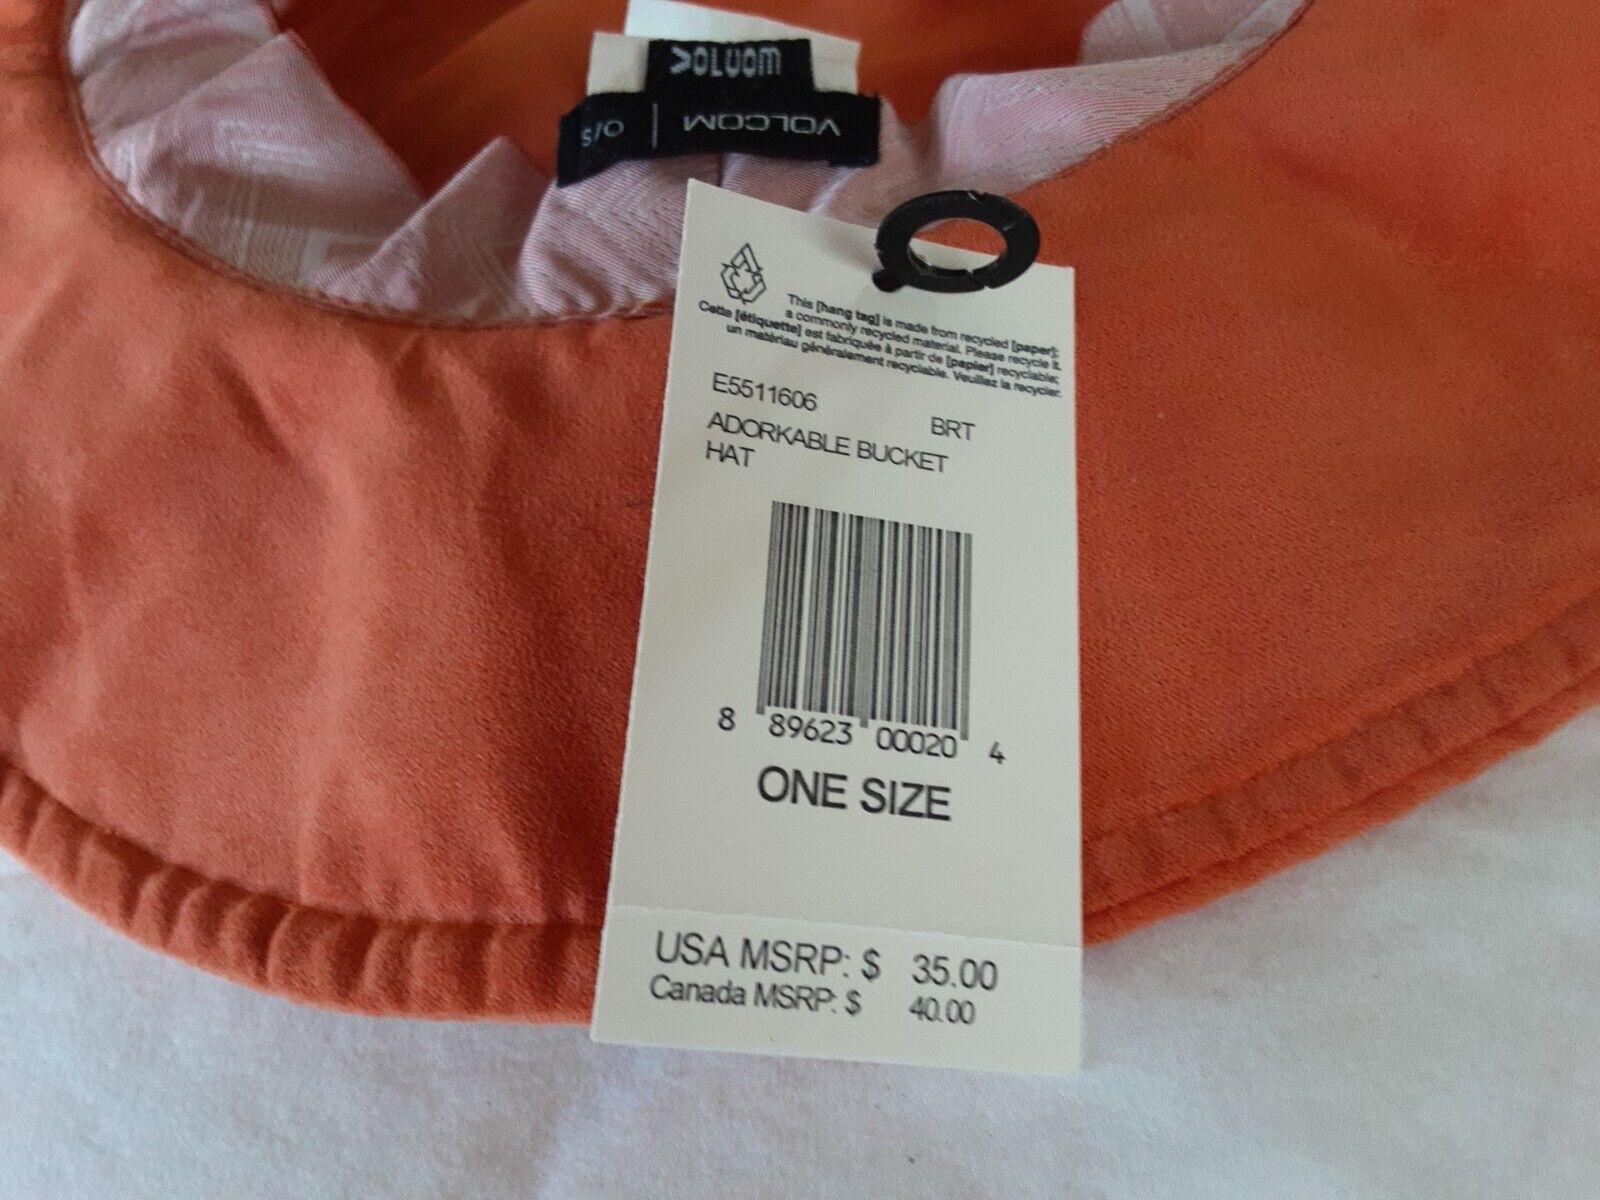 VOLCOM
VOLCOM | O/S
This [hang tag] is made from recycled [paper];
a commonly recycled material. Please recycle it.
Cette [étiquette] est fabriquée à partir de [papier] recyclable;
un matériau généralement recyclable. Veuillez la recycler.
E5511606 BRT
ADORKABLE BUCKET
HAT
8 89623 00020 4
ONE SIZE
USA MSRP: $ 35.00
Canada MSRP: $ 40.00